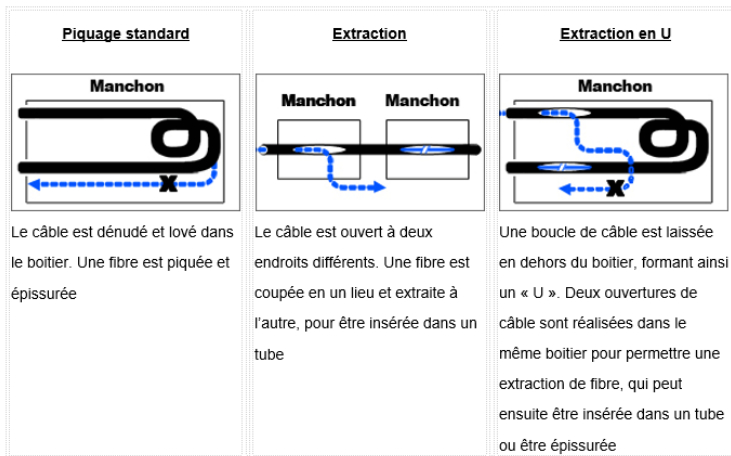 Piquage standard
Manchon
Le câble est dénudé et lové dans
le boitier. Une fibre est piquée et
épissurée
Extraction
Manchon Manchon
Le câble est ouvert à deux
endroits différents. Une fibre est
coupée en un lieu et extraite à
l'autre, pour être insérée dans un
tube
Extraction en U
Manchon
Une boucle de câble est laissée
en dehors du boitier, formant ainsi
un « U ». Deux ouvertures de
câble sont réalisées dans le
même boitier pour permettre une
extraction de fibre, qui peut
ensuite être insérée dans un tube
ou être épissurée